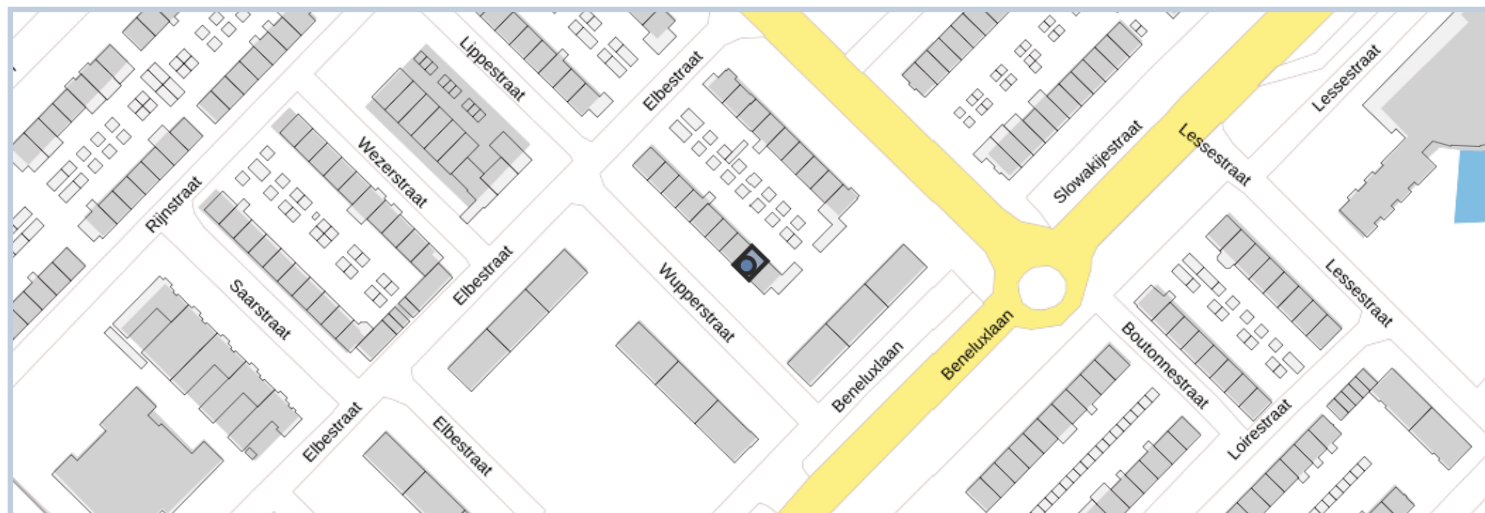 Lippestraat
Elbestraat
Lessestraat
Slowakijestraat
Lessestraat
Wezerstraat
Rijnstraat
Elbestraat
Wupperstraat
Saarstraat
Lessestraat
Beneluxlaan
Boutonnestraat
Beneluxlaan
Elbestraat
Elbestraat
Loirestraat